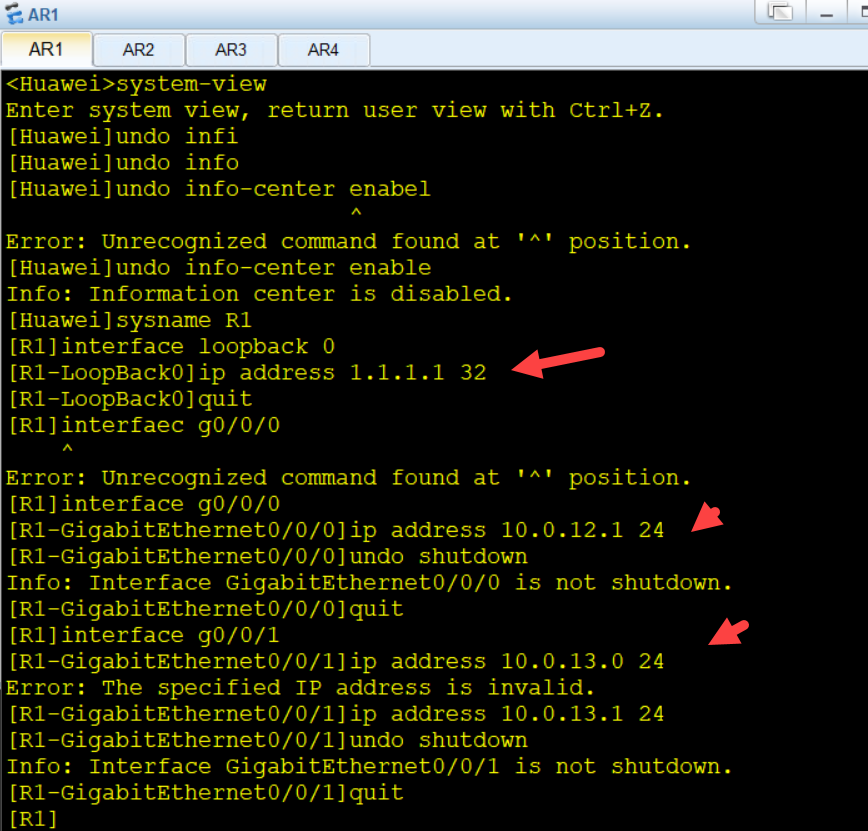 AR1
AR1 AR2 AR3 AR4
<Huawei>system-view
Enter system view, return user view with Ctrl+Z.
[Huawei]undo infi
[Huawei]undo info
[Huawei]undo info-center enabel
^
Error: Unrecognized command found at '^' position.
[Huawei]undo info-center enable
Info: Information center is disabled.
[Huawei]sysname R1
[R1]interface loopback 0
[R1-LoopBack0]ip address 1.1.1.1 32
[R1-LoopBack0]quit
[R1]interfaec g0/0/0
^
Error: Unrecognized command found at '^' position.
[R1]interface g0/0/0
[R1-GigabitEthernet0/0/0]ip address 10.0.12.1 24
[R1-GigabitEthernet0/0/0]undo shutdown
Info: Interface GigabitEthernet0/0/0 is not shutdown.
[R1-GigabitEthernet0/0/0]quit
[R1]interface g0/0/1
[R1-GigabitEthernet0/0/1]ip address 10.0.13.0 24
Error: The specified IP address is invalid.
[R1-GigabitEthernet0/0/1]ip address 10.0.13.1 24
[R1-GigabitEthernet0/0/1]undo shutdown
Info: Interface GigabitEthernet0/0/1 is not shutdown.
[R1-GigabitEthernet0/0/1]quit
[R1]